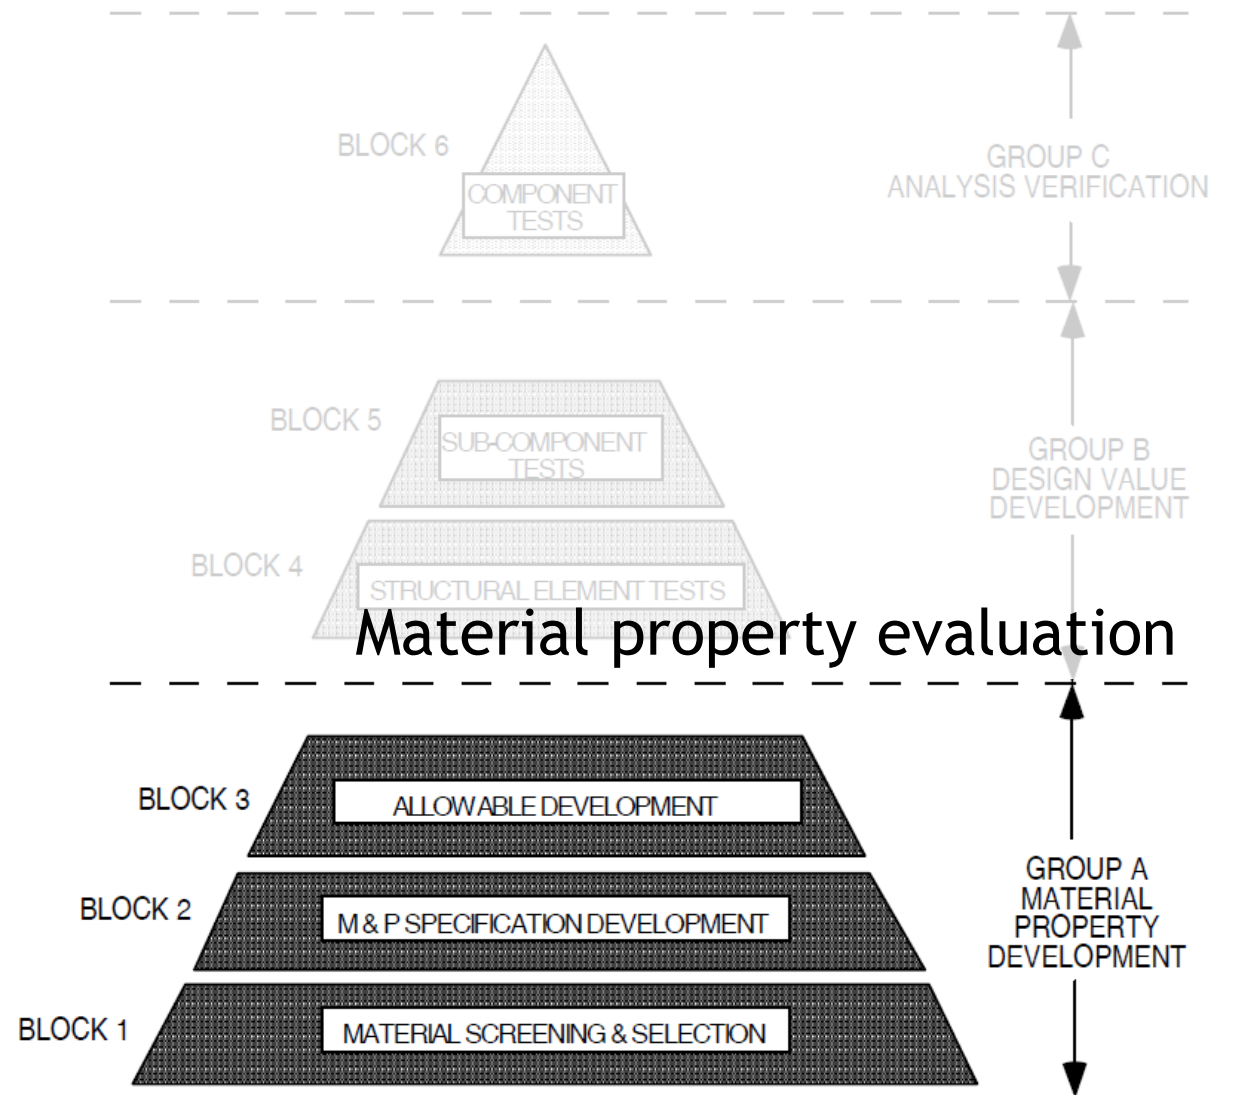 BLOCK 6
COMPONENT
TESTS
GROUP C
ANALYSIS VERIFICATION
BLOCK 5
SUB-COMPONENT
TESTS
GROUP B
DESIGN VALUE
DEVELOPMENT
BLOCK 4
STRUCTURAL ELEMENT TESTS
Material property evaluation
BLOCK 3
ALLOWABLE DEVELOPMENT
GROUP A
MATERIAL
PROPERTY
DEVELOPMENT
BLOCK 2
M & P SPECIFICATION DEVELOPMENT
BLOCK 1
MATERIAL SCREENING & SELECTION